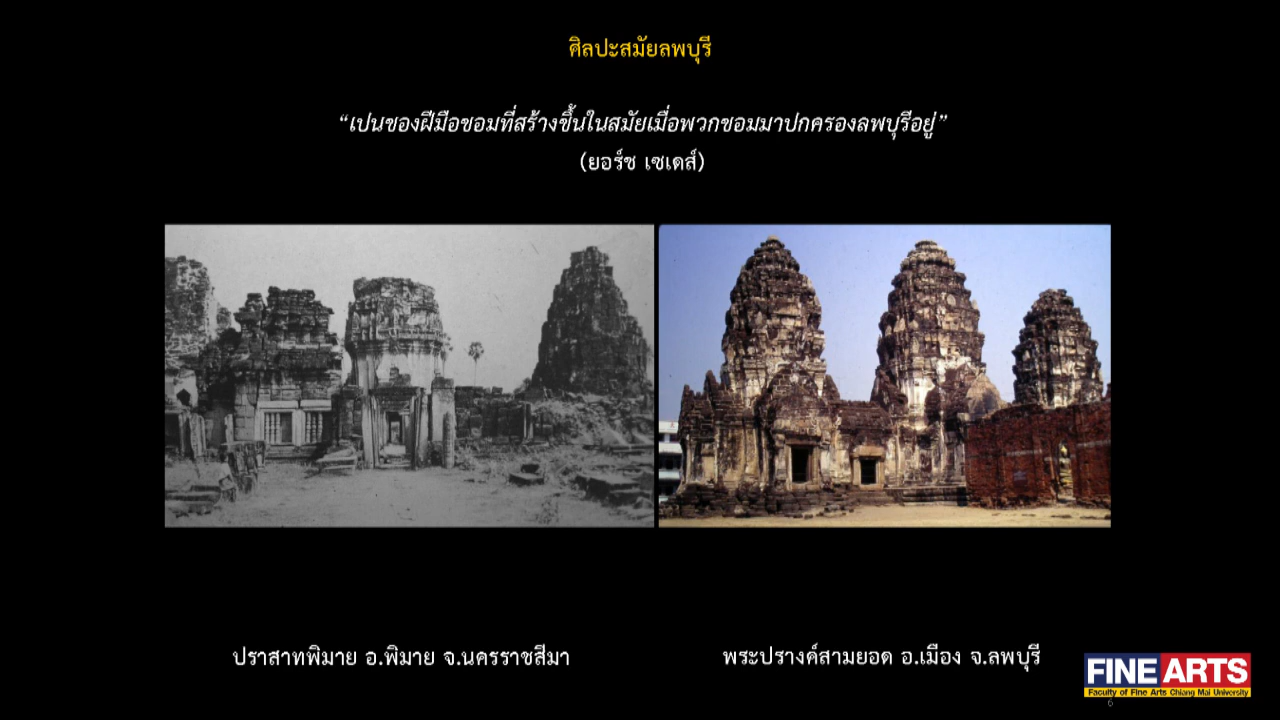 ศิลปะสมัยลพบุรี
“เปนของฝีมือขอมที่สร้างขึ้นในสมัยเมื่อพวกขอมมาปกครองลพบุรีอยู่”
(ยอร์ช เซเดส์)
ปราสาทพิมาย อ.พิมาย จ.นครราชสีมา
พระปรางค์สามยอด อ.เมือง จ.ลพบุรี
FINE ARTS
Faculty of Fine Arts Chiang Mai University
6